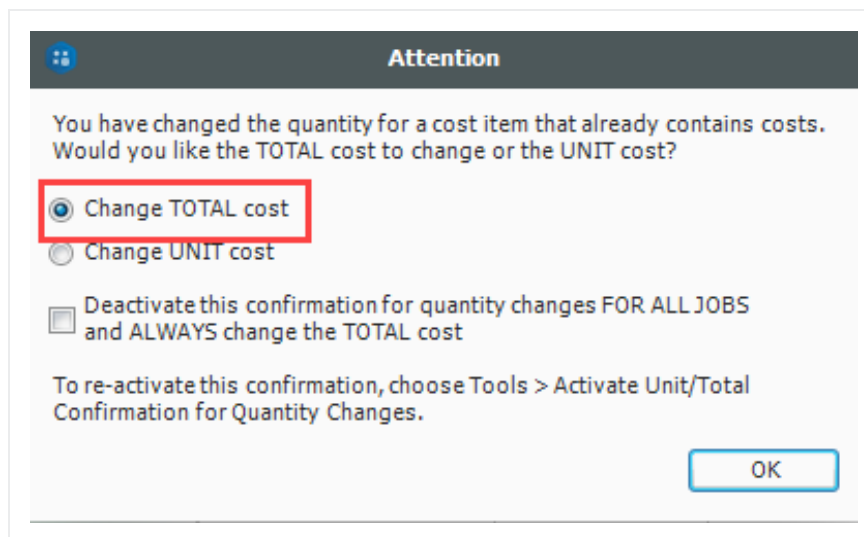 Attention
You have changed the quantity for a cost item that already contains costs.
Would you like the TOTAL cost to change or the UNIT cost?
Change TOTAL cost
Change UNIT cost
Deactivate this confirmation for quantity changes FOR ALL JOBS
and ALWAYS change the TOTAL cost
To re-activate this confirmation, choose Tools > Activate Unit/Total
Confirmation for Quantity Changes.
OK